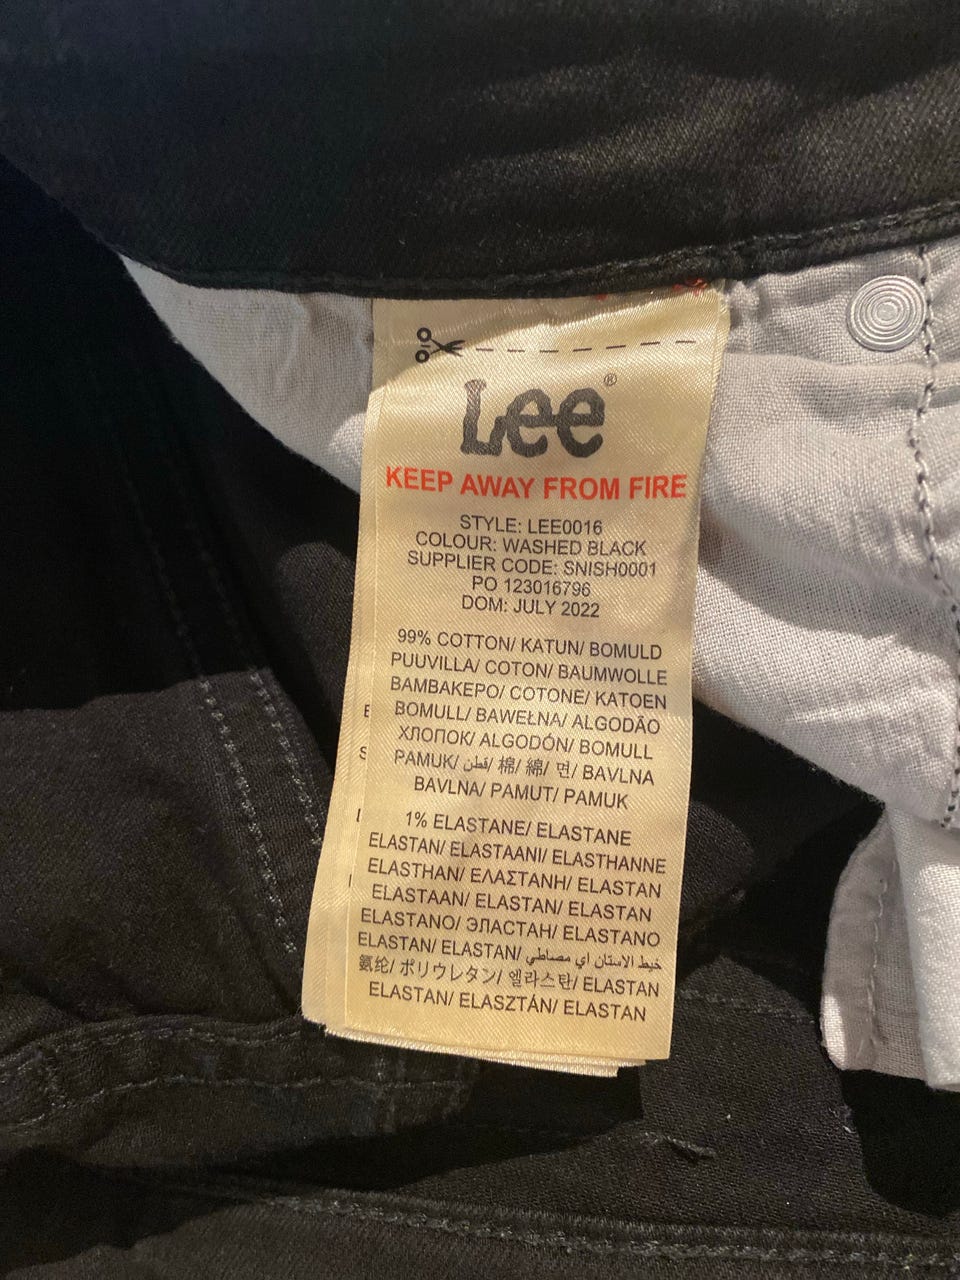 Lee®
KEEP AWAY FROM FIRE
STYLE: LEE0016
COLOUR: WASHED BLACK
SUPPLIER CODE: SNISH0001
PO 123016796
DOM: JULY 2022
99% COTTON/ KATUN/ BOMULD
PUUVILLA/ COTON/ BAUMWOLLE
BAMBAKEPO/ COTONE/ KATOEN
BOMULL/ BAWEŁNA/ ALGODÃO
ХЛОПОК/ ALGODÓN/ BOMULL
PAMUK/ قطن/ 棉/ 綿/ 면/ BAVLNA
BAVLNA/ PAMUT/ PAMUK
1% ELASTANE/ ELASTANE
ELASTAN/ ELASTAANI/ ELASTHANNE
ELASTHAN/ ΕΛΑΣΤΑΝΗ/ ELASTAN
ELASTAAN/ ELASTAN/ ELASTAN
ELASTANO/ ЭЛАСТАН/ ELASTANO
ELASTAN/ ELASTAN/ خيط الاستان اي مصطاطي
氨纶/ ポリウレタン/ 엘라스탄/ ELASTAN
ELASTAN/ ELASZTÁN/ ELASTAN